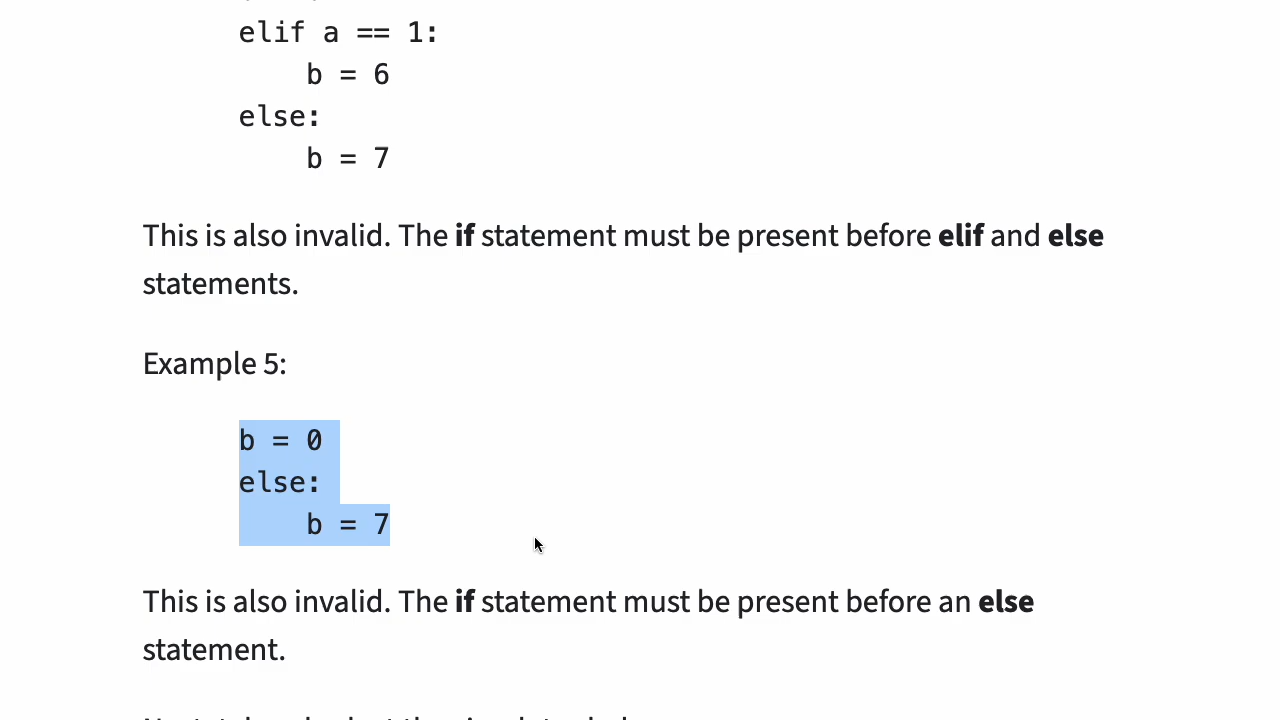 elif a == 1:
    b = 6
else:
    b = 7
This is also invalid. The if statement must be present before elif and else
statements.
Example 5:
b = 0
else:
    b = 7
This is also invalid. The if statement must be present before an else
statement.